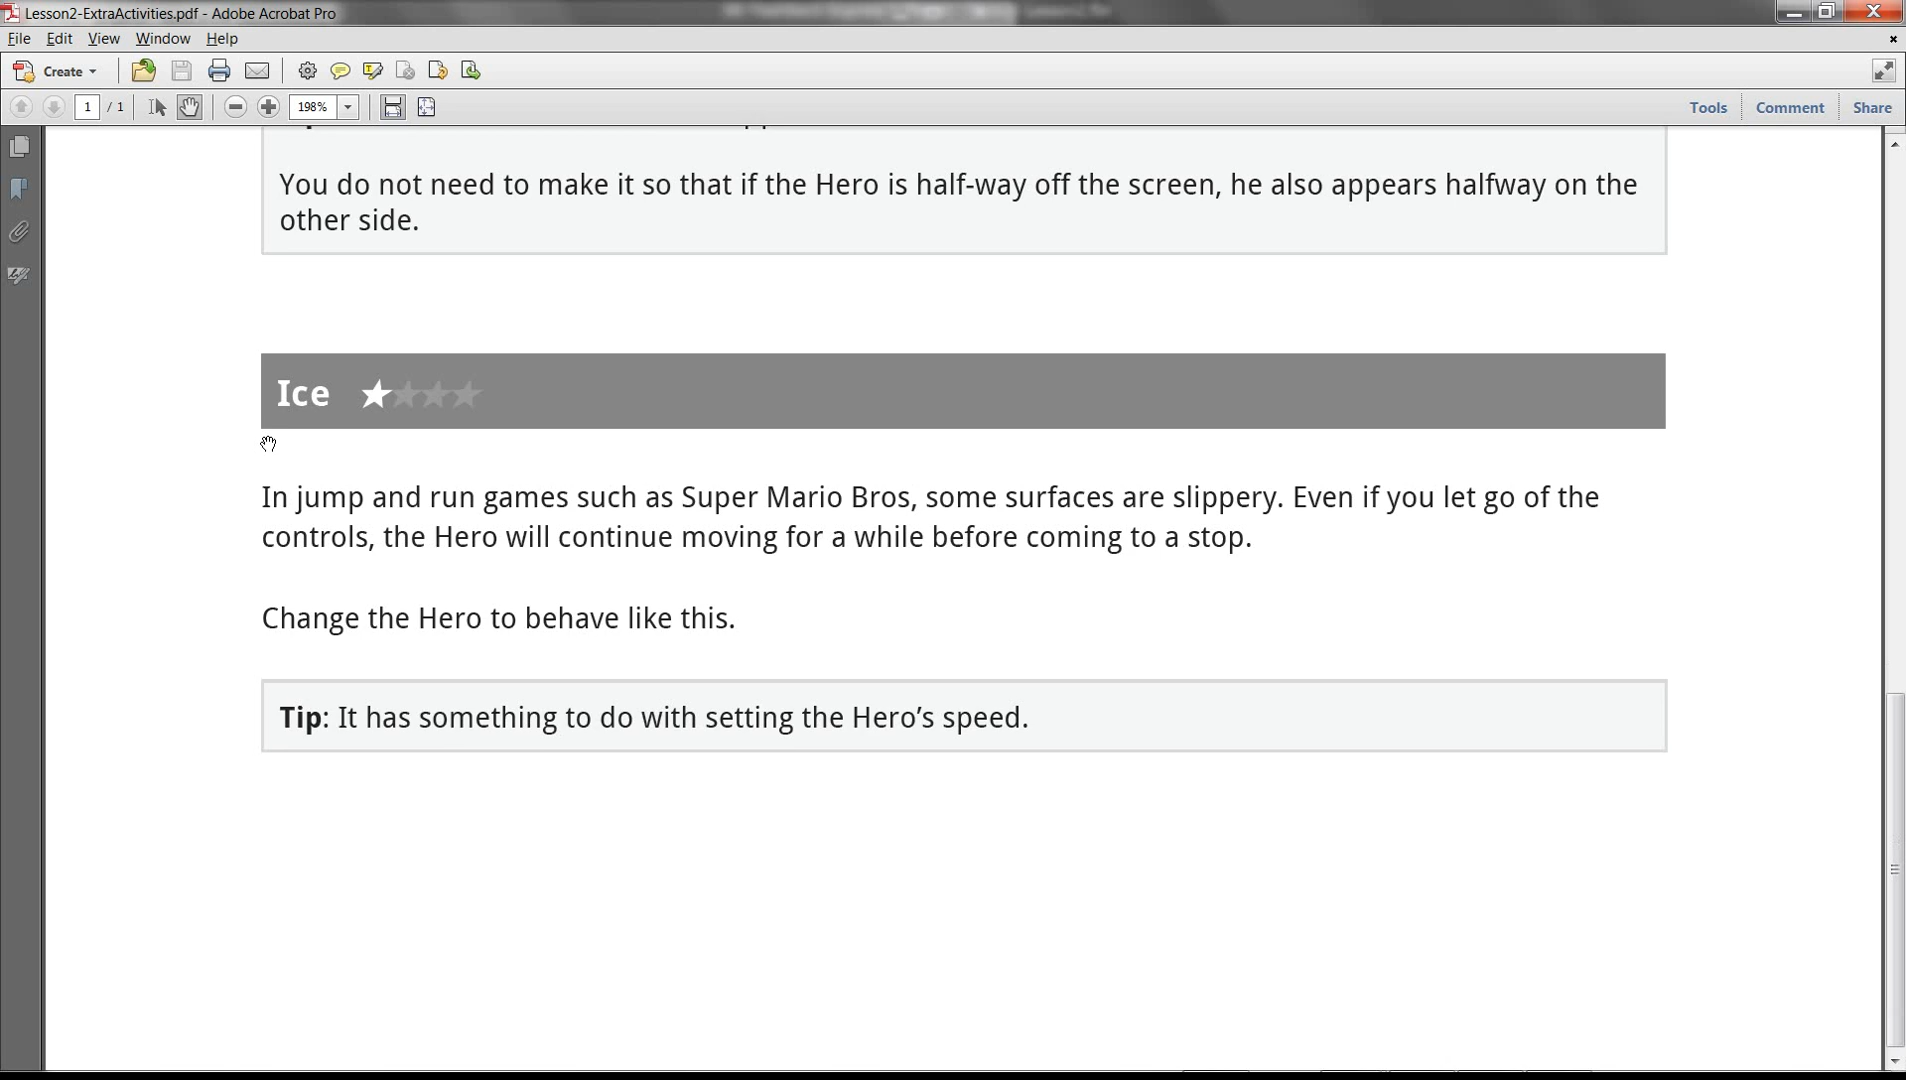 Lesson2-ExtraActivities.pdf - Adobe Acrobat Pro
File Edit View Window Help
Create
1 / 1 198% Tools Comment Share
You do not need to make it so that if the Hero is half-way off the screen, he also appears halfway on the
other side.
Ice
In jump and run games such as Super Mario Bros, some surfaces are slippery. Even if you let go of the
controls, the Hero will continue moving for a while before coming to a stop.
Change the Hero to behave like this.
Tip: It has something to do with setting the Hero’s speed.